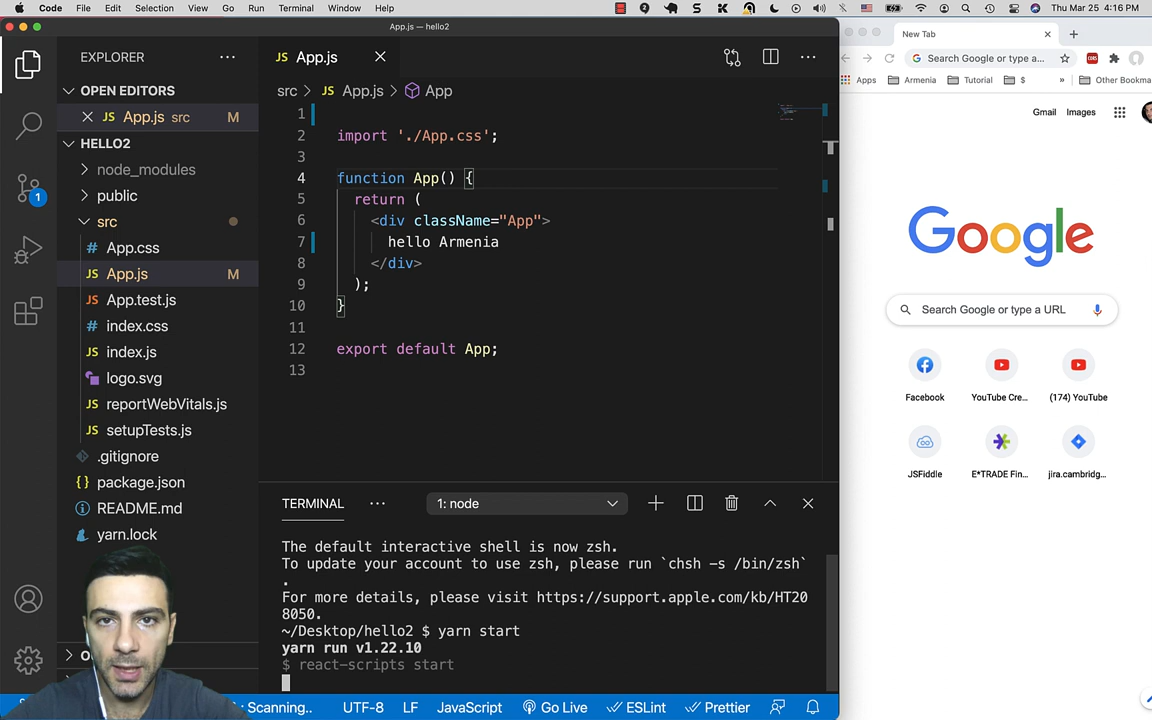 Code File Edit Selection View Go Run Terminal Window Help Thu Mar 25 4:16 PM
App.js — hello2
New Tab
Search Google or type a...
Apps Armenia Tutorial $ » Other Bookma
Gmail Images
Google
Search Google or type a URL
Facebook YouTube Cre... (174) YouTube
JSFiddle E*TRADE Fin... jira.cambridg...
EXPLORER
OPEN EDITORS
JS App.js src M
HELLO2
node_modules
public
src
# App.css
JS App.js M
JS App.test.js
# index.css
JS index.js
logo.svg
JS reportWebVitals.js
JS setupTests.js
.gitignore
{} package.json
README.md
yarn.lock
1
JS App.js
src > JS App.js > App
1
2 import './App.css';
3
4 function App() {
5 return (
6 <div className="App">
7 hello Armenia
8 </div>
9 );
10 }
11
12 export default App;
13
TERMINAL ... 1: node
The default interactive shell is now zsh.
To update your account to use zsh, please run `chsh -s /bin/zsh`
.
For more details, please visit https://support.apple.com/kb/HT20
8050.
~/Desktop/hello2 $ yarn start
yarn run v1.22.10
$ react-scripts start
Scanning.. UTF-8 LF JavaScript Go Live ESLint Prettier